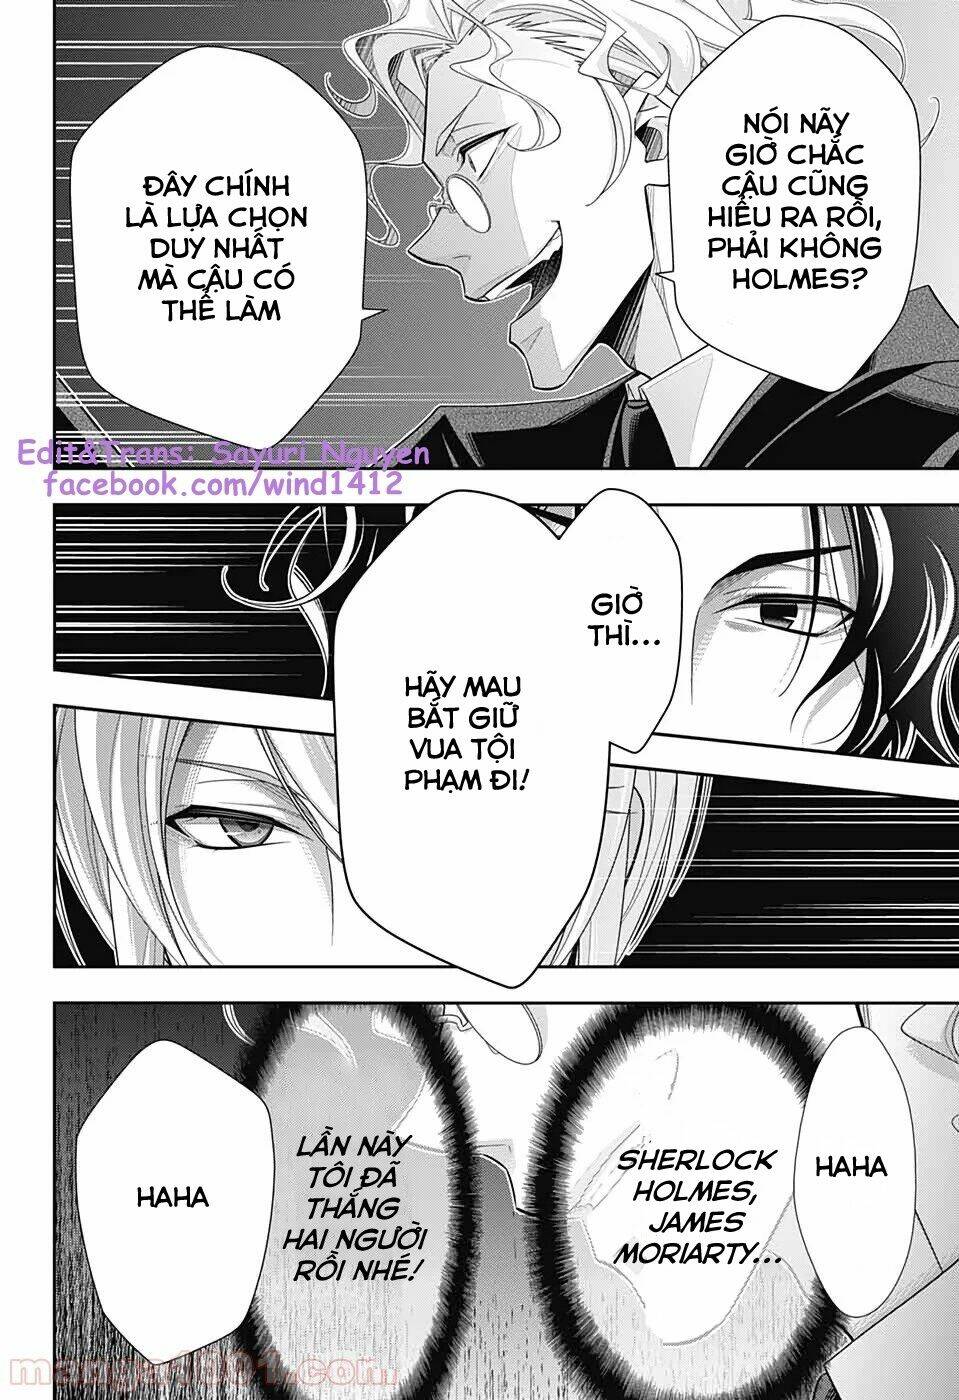 NÓI NÃY
GIỜ CHẮC
CẬU CŨNG
HIỂU RA RỒI,
PHẢI KHÔNG
HOLMES?
ĐÂY CHÍNH
LÀ LỰA CHỌN
DUY NHẤT
MÀ CẬU CÓ
THỂ LÀM
Edit&Trans: Sayuri Nguyen
facebook.com/wind1412
GIỜ
THÌ...
HÃY MAU
BẮT GIỮ
VUA TỘI
PHẠM ĐI!
HAHA
SHERLOCK
HOLMES,
JAMES
MORIARTY...
LẦN NÀY
TÔI ĐÃ
THẮNG
HAI NGƯỜI
RỒI NHÉ!
HAHA